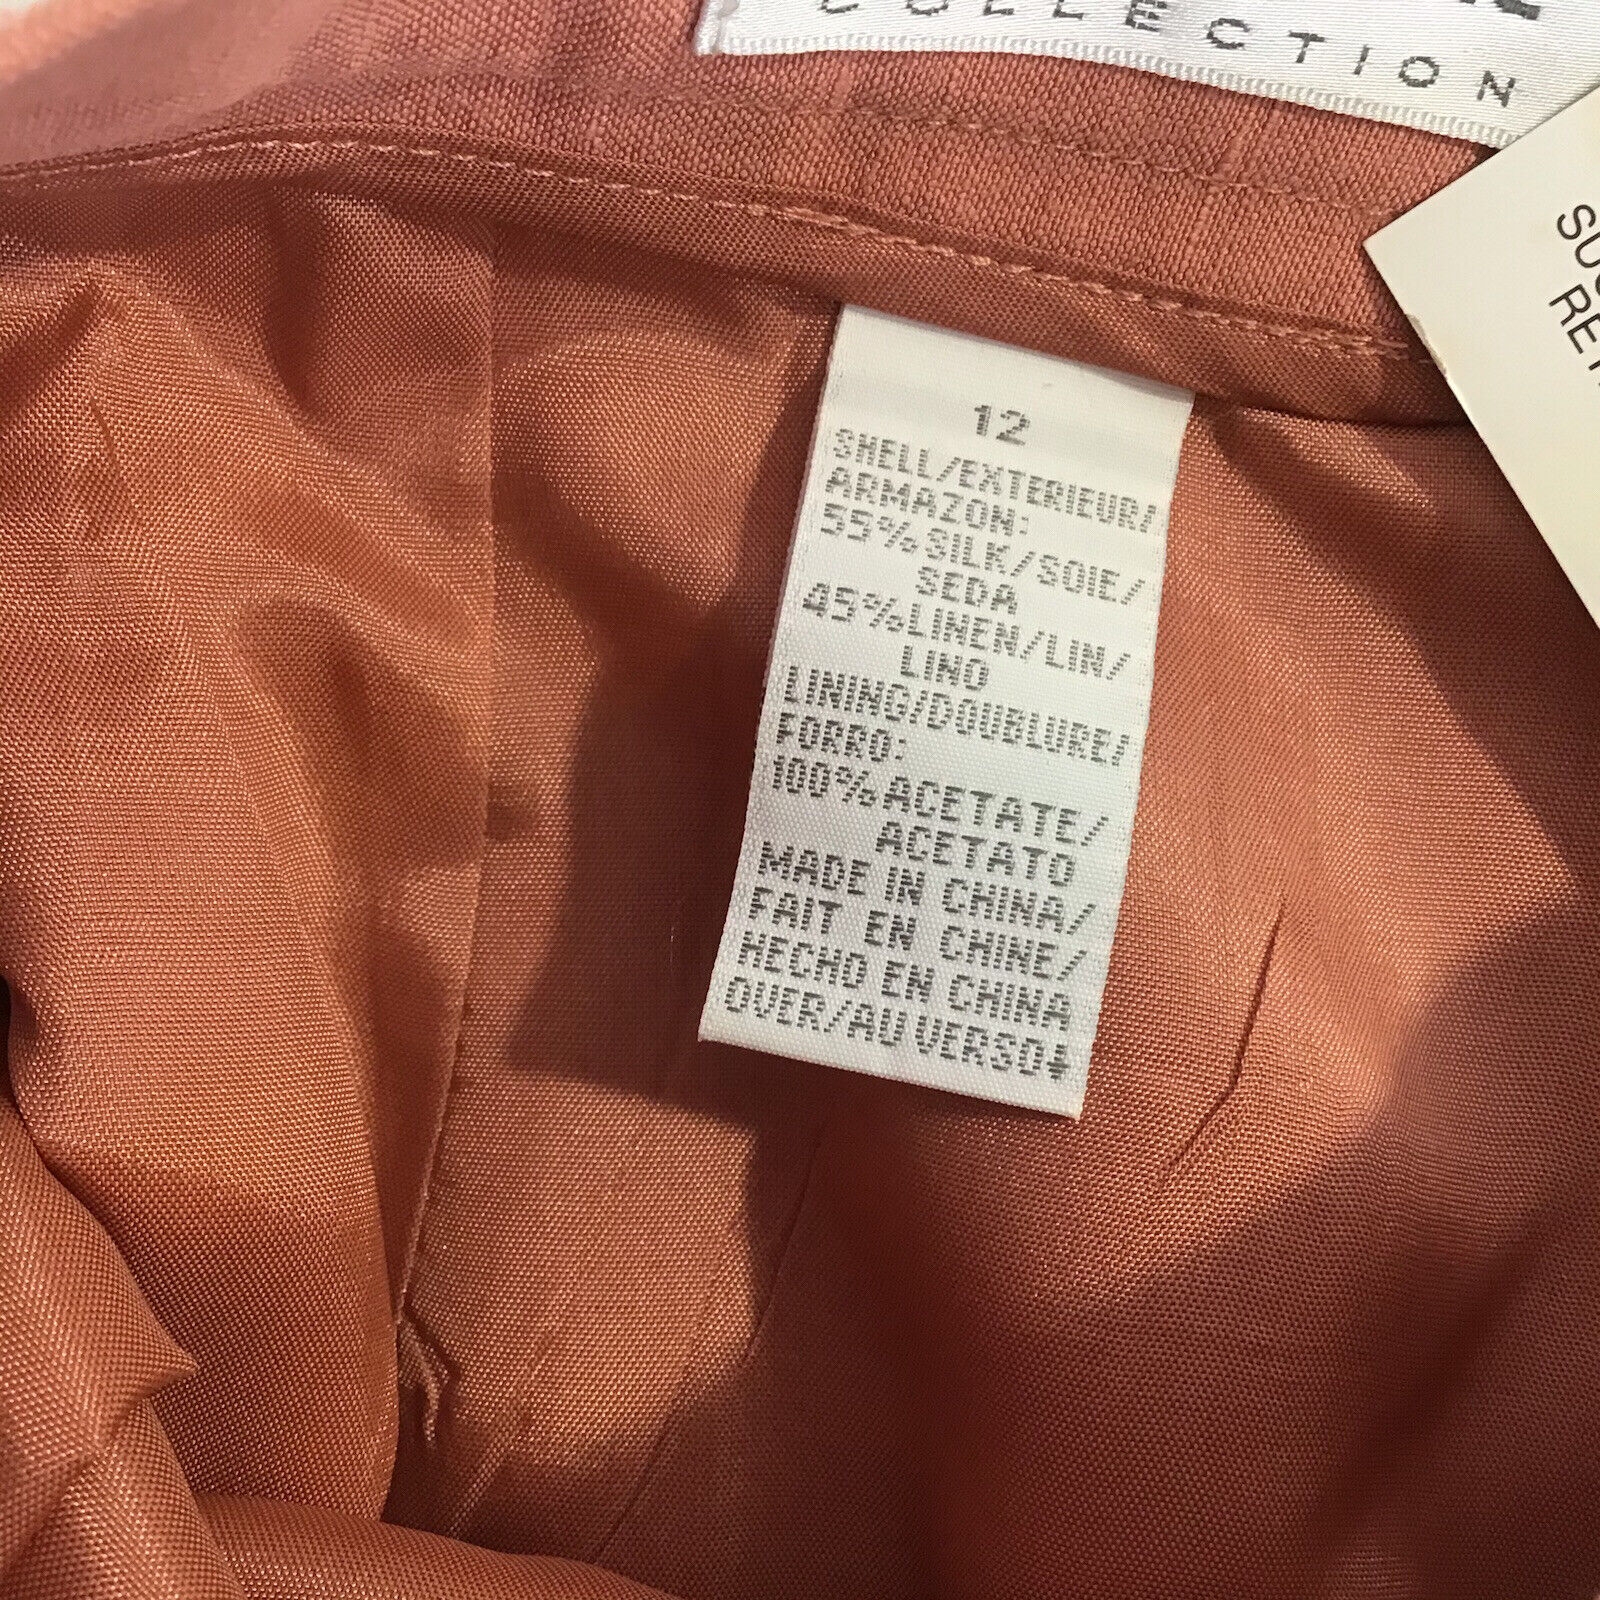 COLLECTION
12
SHELL/EXTERIEUR/
ARMAZON:
55% SILK/SOIE/
SEDA
45% LINEN/LIN/
LINO
LINING/DOUBLURE/
FORRO:
100% ACETATE/
ACETATO
MADE IN CHINA/
FAIT EN CHINE/
HECHO EN CHINA
OVER/AU VERSO↓